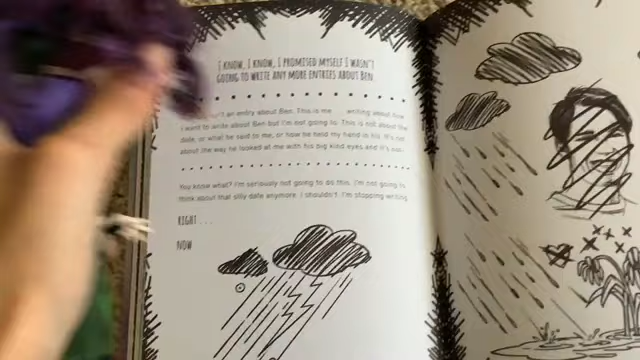 I KNOW, I KNOW, I PROMISED MYSELF I WASN'T
GOING TO WRITE ANY MORE ENTRIES ABOUT BEN.
an entry about Ben. This is me writing about how
I want to write about Ben but I'm not going to. This is not about the
date, or what he said to me, or how he held my hand in his. It's not
about the way he looked at me with his big kind eyes and it's not
You know what? I'm seriously not going to do this. I'm not going to
think about that silly date anymore. I shouldn't. I'm stopping writing
RIGHT . . .
NOW